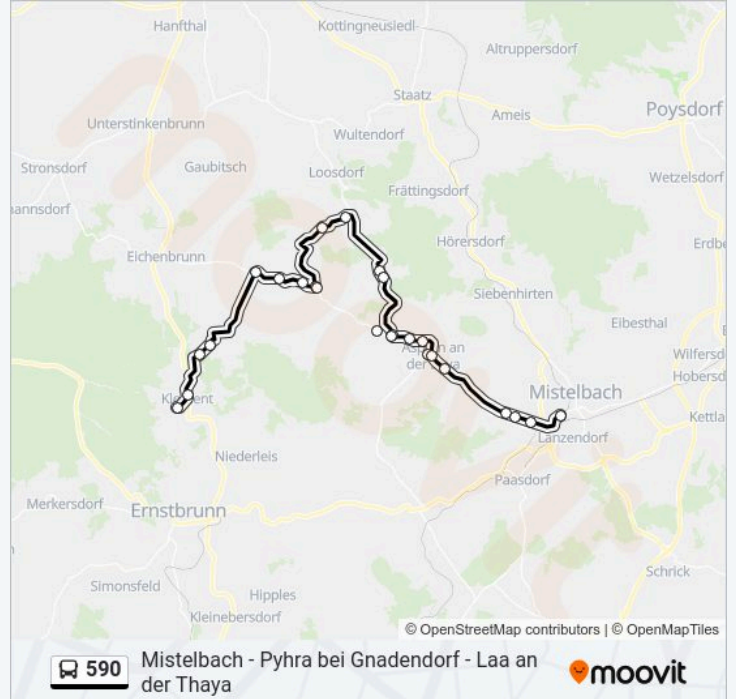 Hanfthal
Kottingneusiedl-
Altruppersdorf
Staatz
Poysdorf
Ameis
Unterstinkenbrunn
Wultendorf
Stronsdorf
Gaubitsch
Loosdorf
Wetzelsdorf
Frättingsdorf
annsdorf
Hörersdorf
Erdbe
Eichenbrunn
Siebenhirten
Eibesthal
Wilfersd
Hobersd
Mistelbach
Kettla
Lanzendorf
Niederleis
Paasdorf
Merkersdorf
Ernstbrunn
Schrick
Simonsfeld
Hipples
Kleinebersdorf
© OpenStreetMap contributors | © OpenMapTiles
590
Mistelbach - Pyhra bei Gnadendorf - Laa an
der Thaya
moovit